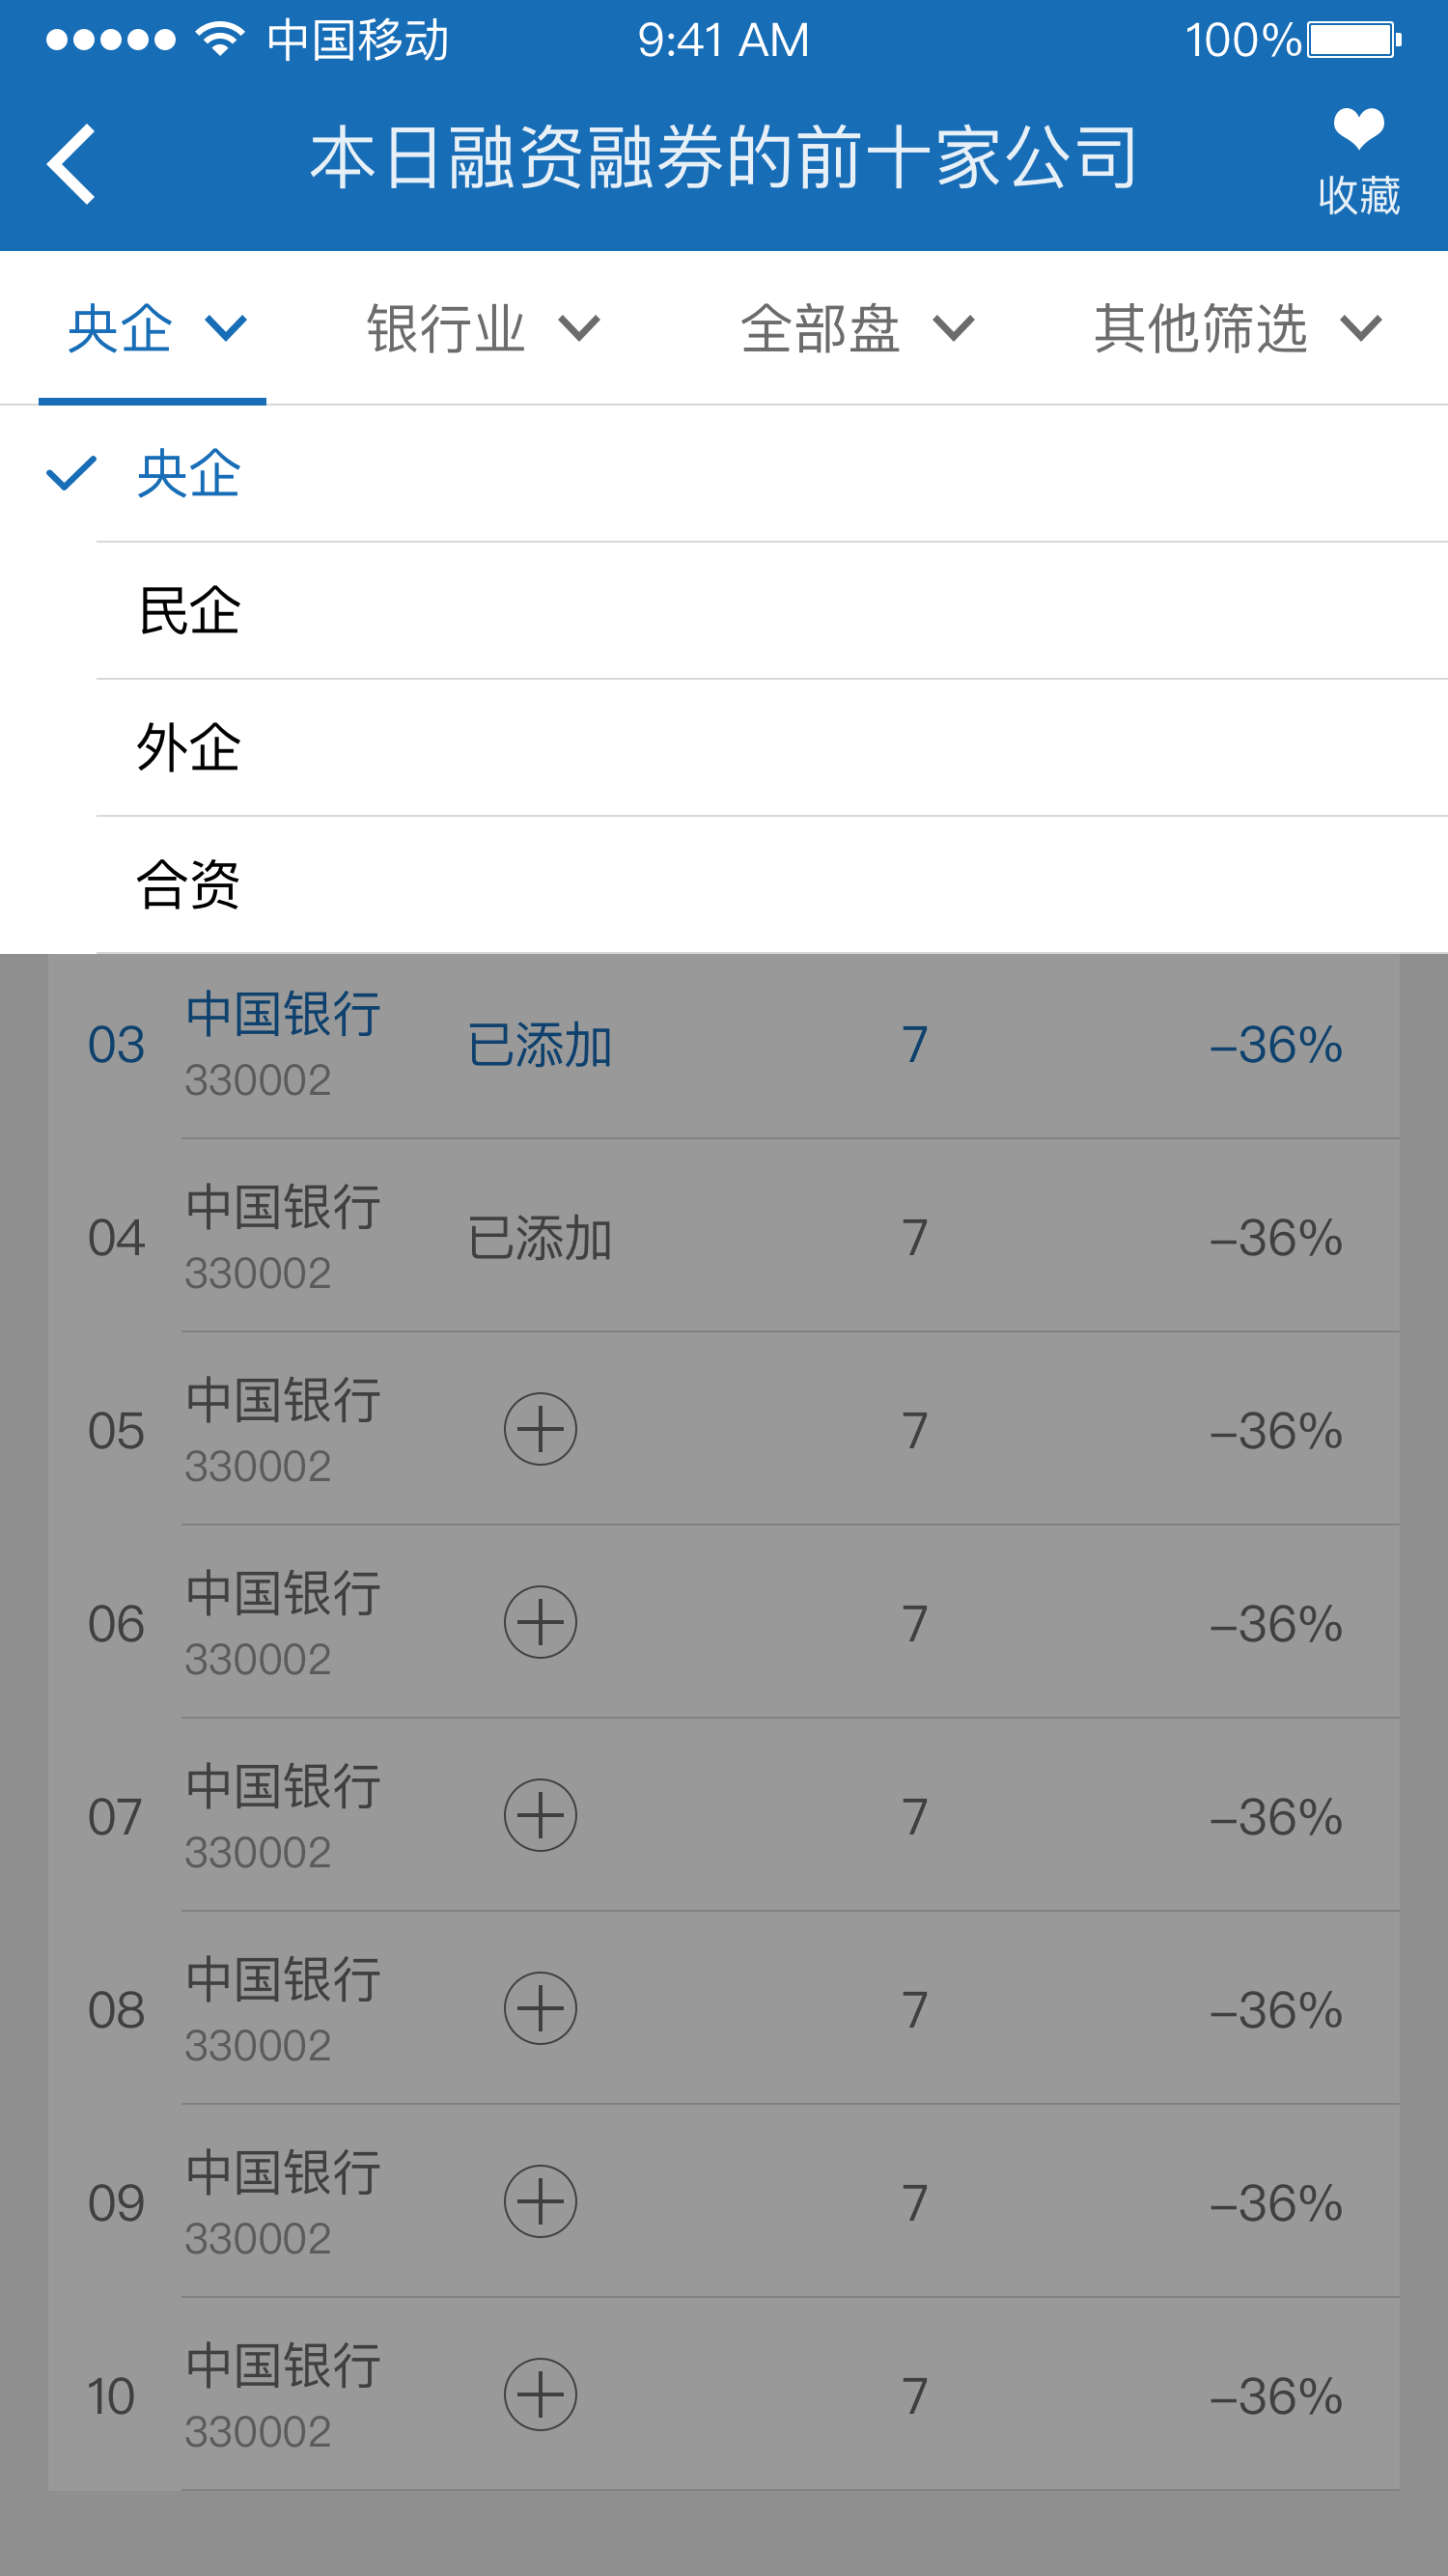 中国移动 9:41 AM 100%
本日融资融券的前十家公司
收藏
央企 银行业 全部盘 其他筛选
央企
民企
外企
合资
03 中国银行 已添加 7 –36%
330002
04 中国银行 已添加 7 –36%
330002
05 中国银行 7 –36%
330002
06 中国银行 7 –36%
330002
07 中国银行 7 –36%
330002
08 中国银行 7 –36%
330002
09 中国银行 7 –36%
330002
10 中国银行 7 –36%
330002